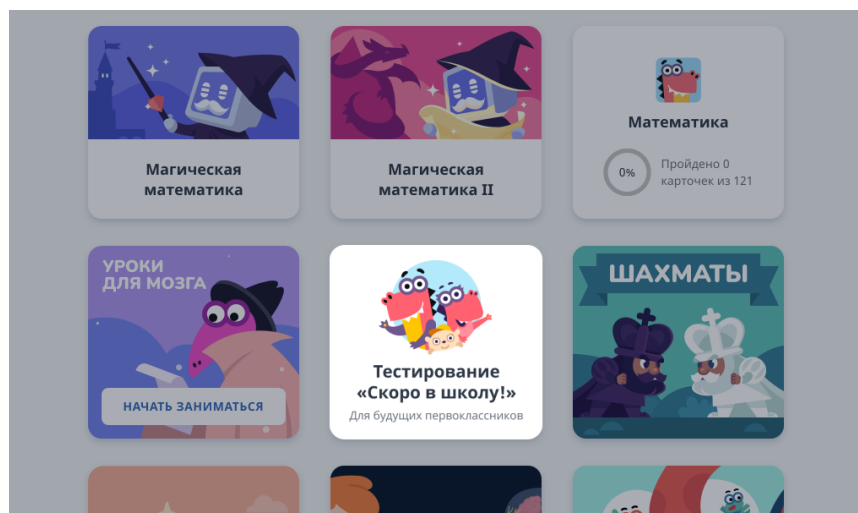 Магическая
математика
Магическая
математика II
Математика
0%
Пройдено 0
карточек из 121
УРОКИ
ДЛЯ МОЗГА
НАЧАТЬ ЗАНИМАТЬСЯ
Тестирование
«Скоро в школу!»
Для будущих первоклассников
ШАХМАТЫ